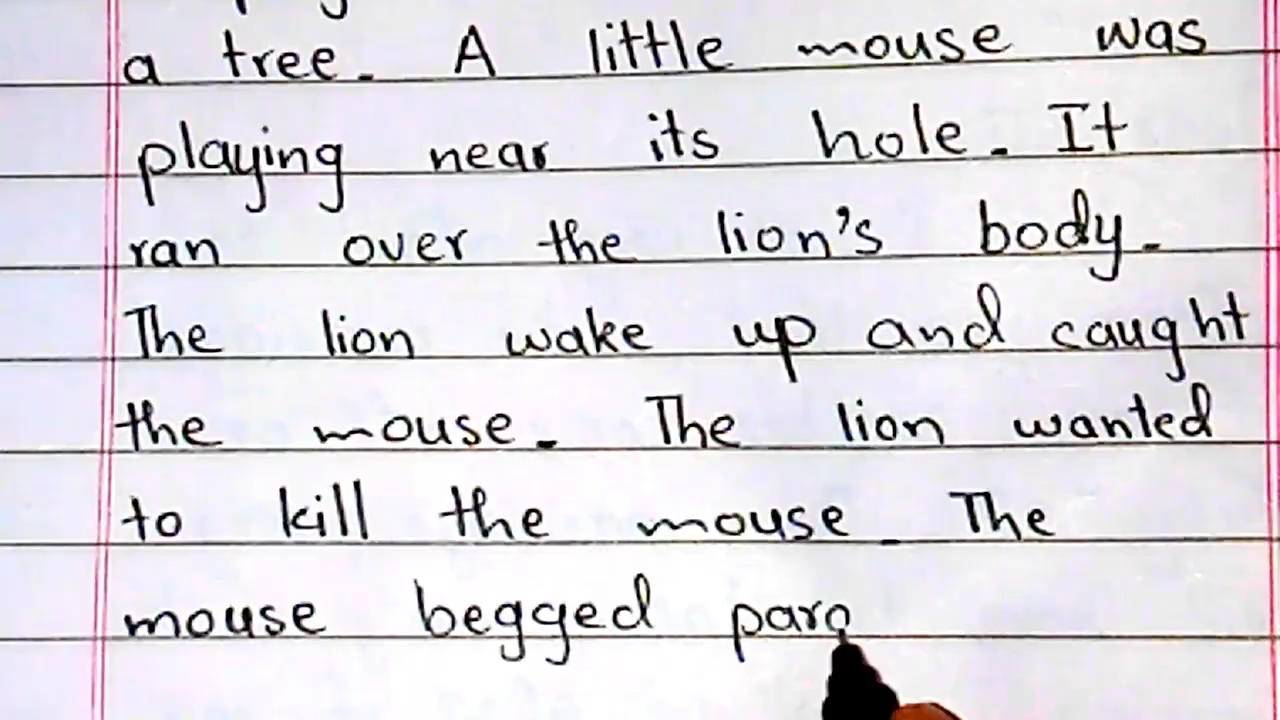 a tree. A little mouse was
playing near its hole. It
ran over the lion's body.
The lion wake up and caught
the mouse. The lion wanted
to kill the mouse. The
mouse begged